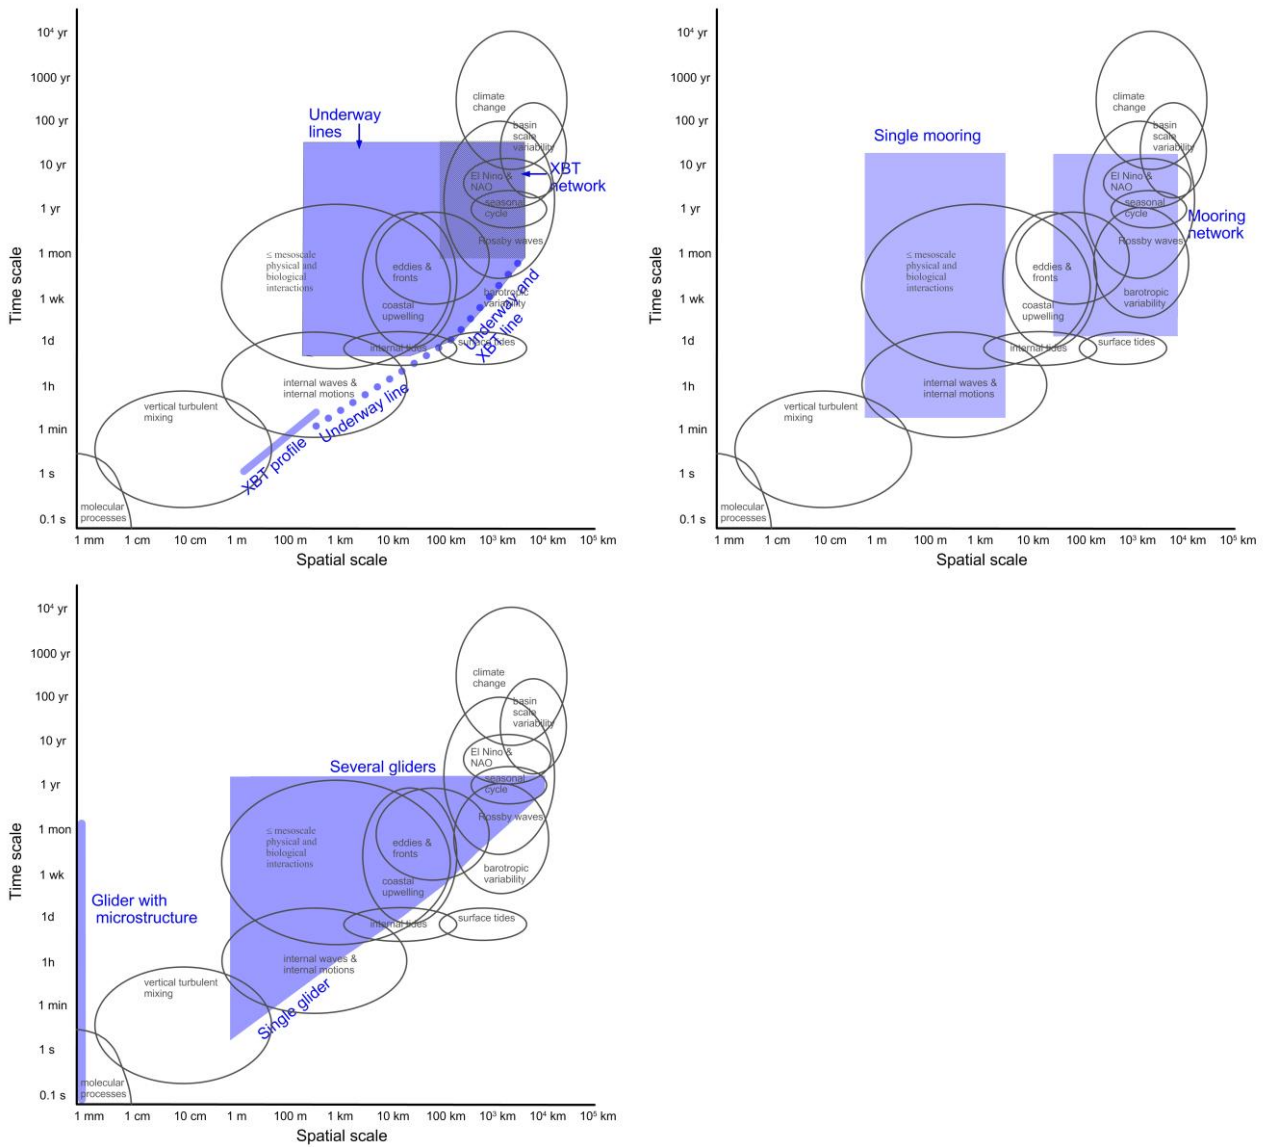 10⁴ yr
1000 yr
100 yr
10 yr
1 yr
1 mon
1 wk
1d
1h
1 min
1 s
0.1 s
Time scale
1 mm
1 cm
10 cm
1 m
100 m
1 km
10 km
100 km
10³ km
10⁴ km
10⁵ km
Spatial scale
Underway
lines
XBT
network
climate
change
basin
scale
variability
El Nino &
NAO
seasonal
cycle
Rossby waves
≤ mesoscale
physical and
biological
interactions
eddies &
fronts
coastal
upwelling
barotropic
variability
internal tides
surface tides
internal waves &
internal motions
vertical turbulent
mixing
molecular
processes
XBT profile
Underway line
Underway and
XBT line
10⁴ yr
1000 yr
100 yr
10 yr
1 yr
1 mon
1 wk
1d
1h
1 min
1 s
0.1 s
Time scale
1 mm
1 cm
10 cm
1 m
100 m
1 km
10 km
100 km
10³ km
10⁴ km
10⁵ km
Spatial scale
Single mooring
Mooring
network
climate
change
basin
scale
variability
El Nino &
NAO
seasonal
cycle
Rossby waves
≤ mesoscale
physical and
biological
interactions
eddies &
fronts
coastal
upwelling
barotropic
variability
internal tides
surface tides
internal waves &
internal motions
vertical turbulent
mixing
molecular
processes
10⁴ yr
1000 yr
100 yr
10 yr
1 yr
1 mon
1 wk
1d
1h
1 min
1 s
0.1 s
Time scale
1 mm
1 cm
10 cm
1 m
100 m
1 km
10 km
100 km
10³ km
10⁴ km
10⁵ km
Spatial scale
Several gliders
Glider with
microstructure
Single glider
climate
change
basin
scale
variability
El Nino &
NAO
seasonal
cycle
Rossby waves
≤ mesoscale
physical and
biological
interactions
eddies &
fronts
coastal
upwelling
barotropic
variability
internal tides
surface tides
internal waves &
internal motions
vertical turbulent
mixing
molecular
processes